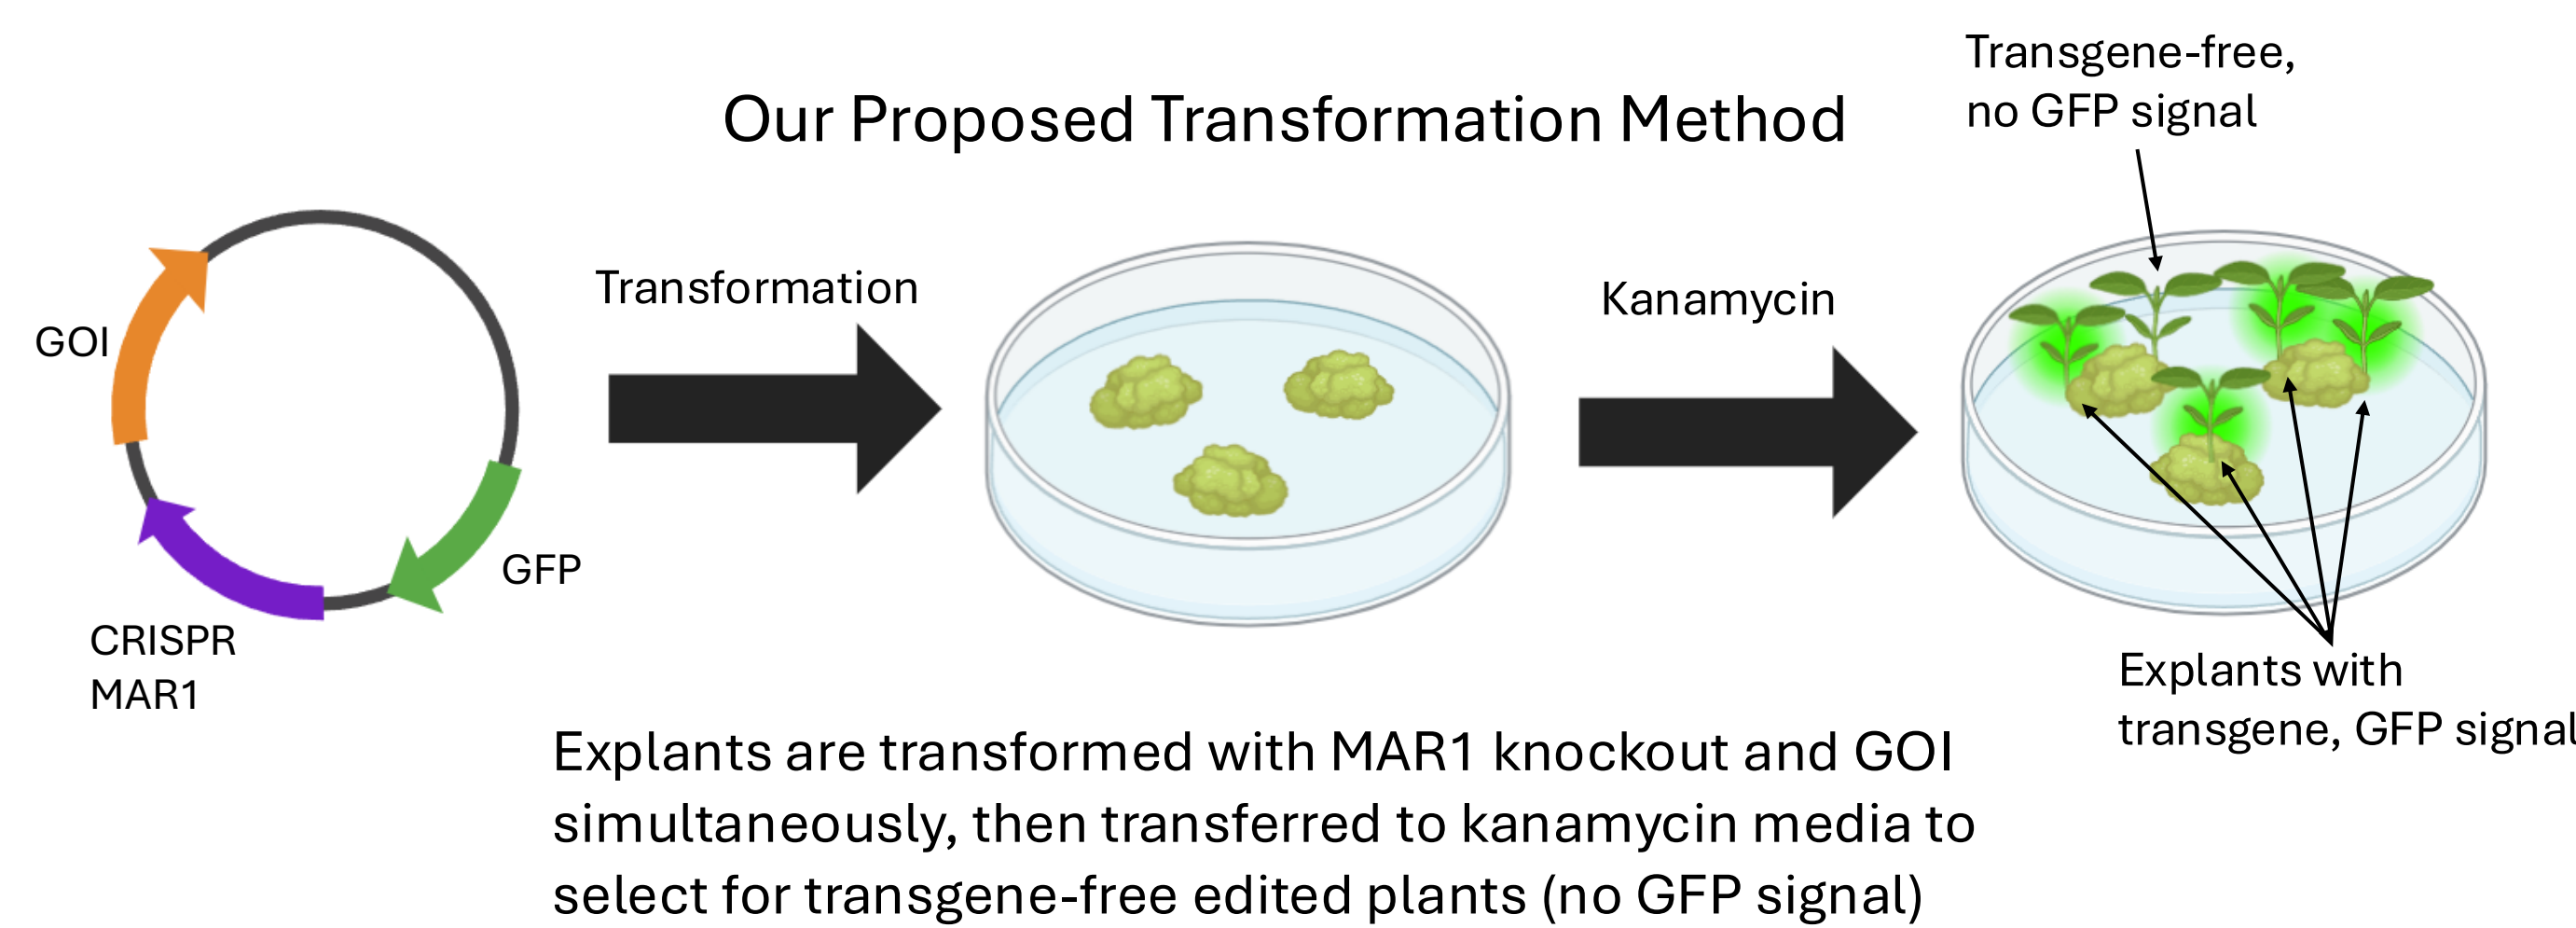 Our Proposed Transformation Method
Transgene-free,
no GFP signal
GOI
GFP
CRISPR
MAR1
Transformation
Kanamycin
Explants with
transgene, GFP signal
Explants are transformed with MAR1 knockout and GOI
simultaneously, then transferred to kanamycin media to
select for transgene-free edited plants (no GFP signal)